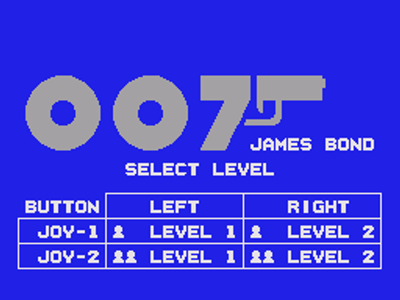 007
JAMES BOND
SELECT LEVEL
BUTTON LEFT RIGHT
JOY-1 LEVEL 1 LEVEL 2
JOY-2 LEVEL 1 LEVEL 2